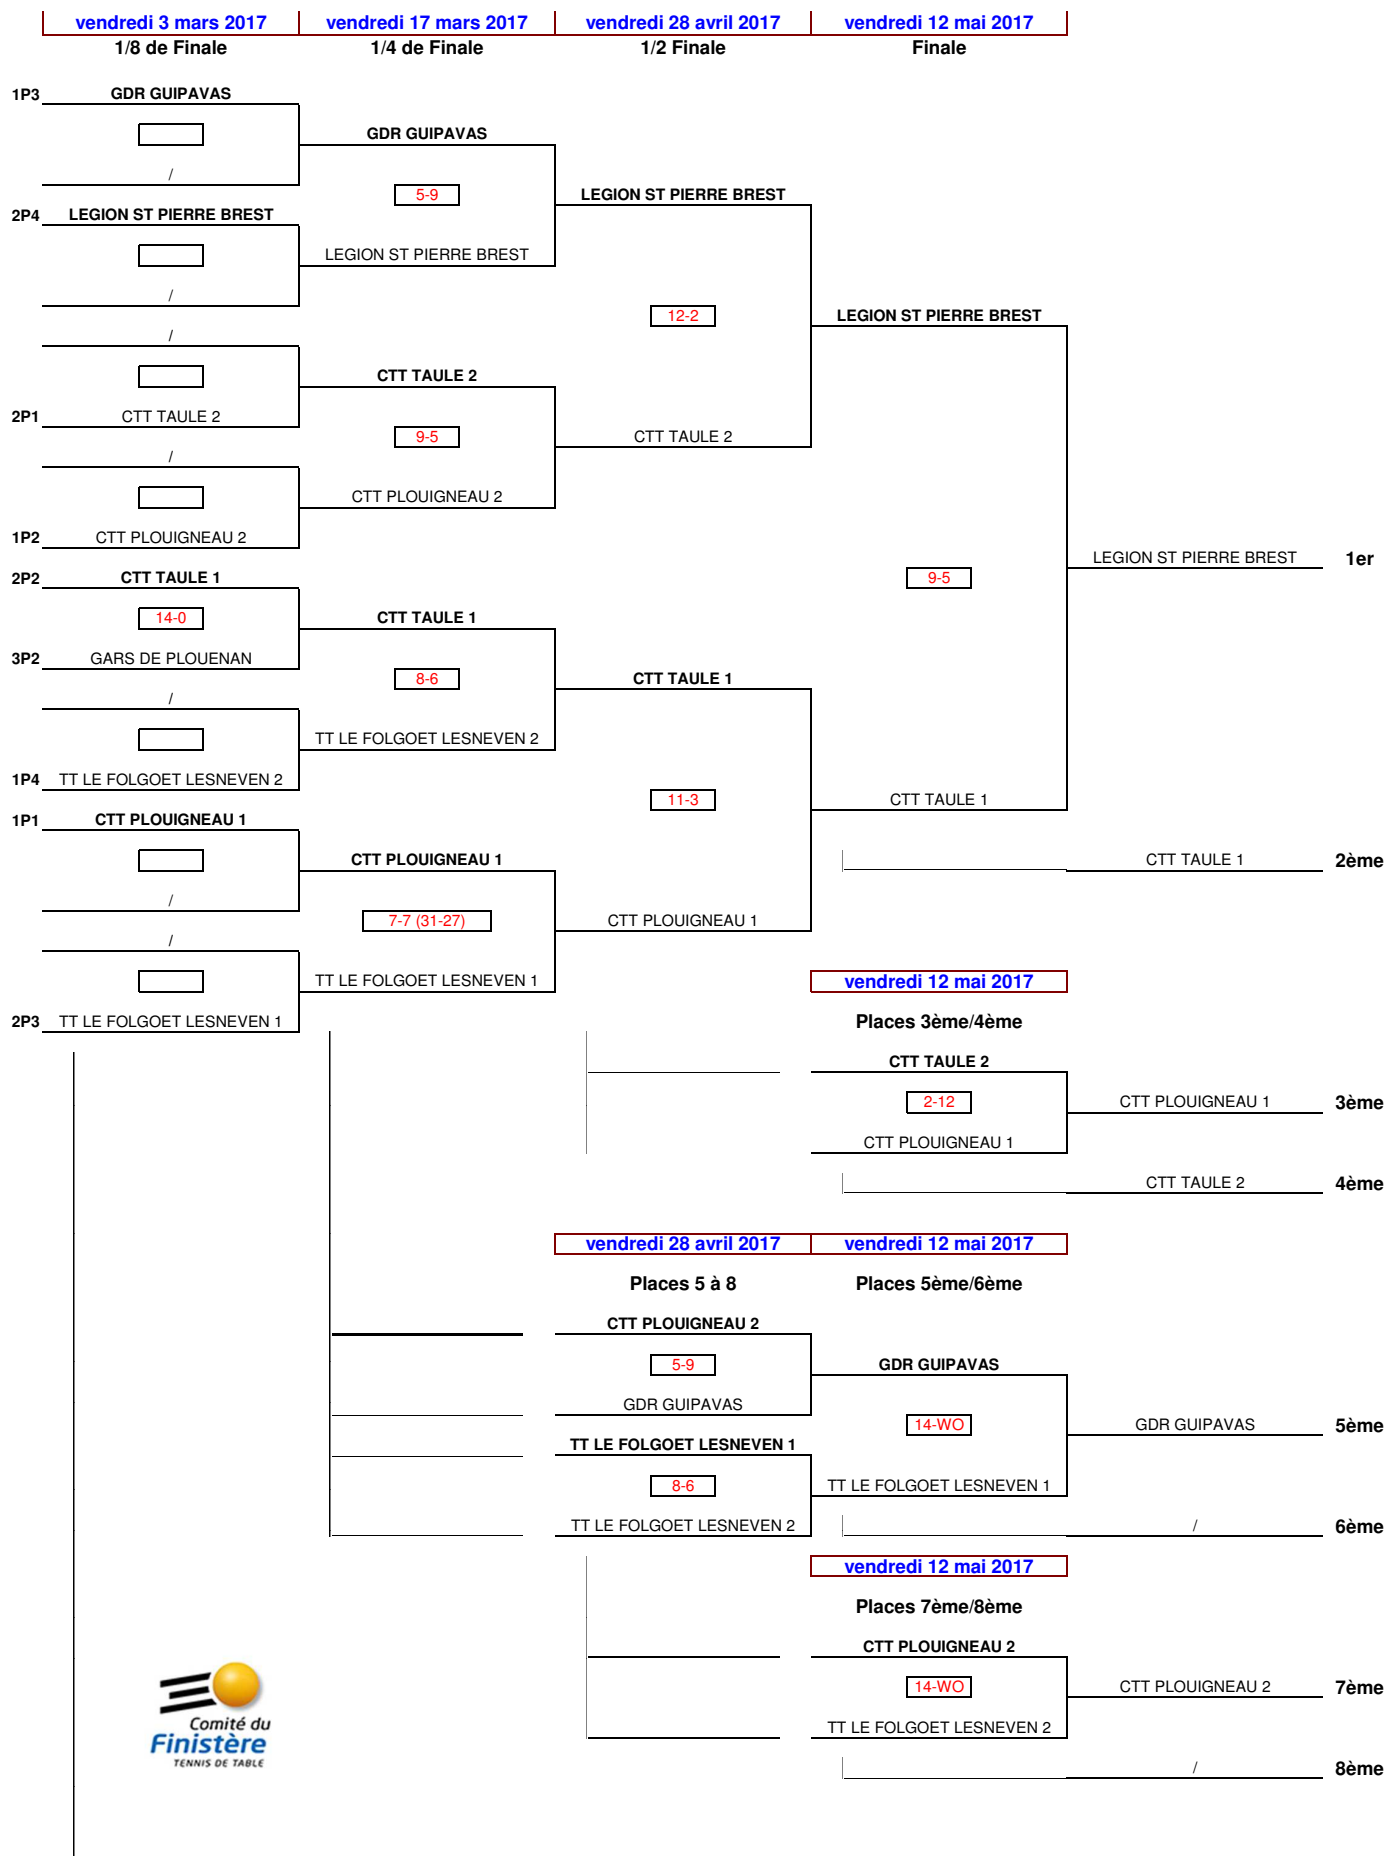 vendredi 3 mars 2017 vendredi 17 mars 2017 vendredi 28 avril 2017 vendredi 12 mai 2017
1/8 de Finale 1/4 de Finale 1/2 Finale Finale
1P3 GDR GUIPAVAS
GDR GUIPAVAS
/
5-9 LEGION ST PIERRE BREST
2P4 LEGION ST PIERRE BREST
LEGION ST PIERRE BREST
/
12-2 LEGION ST PIERRE BREST
/
CTT TAULE 2
2P1 CTT TAULE 2
9-5 CTT TAULE 2
/
CTT PLOUIGNEAU 2
1P2 CTT PLOUIGNEAU 2
LEGION ST PIERRE BREST 1er
2P2 CTT TAULE 1 9-5
14-0 CTT TAULE 1
3P2 GARS DE PLOUENAN
8-6 CTT TAULE 1
/
TT LE FOLGOET LESNEVEN 2
1P4 TT LE FOLGOET LESNEVEN 2
11-3 CTT TAULE 1
1P1 CTT PLOUIGNEAU 1
CTT PLOUIGNEAU 1 CTT TAULE 1 2ème
/
7-7 (31-27) CTT PLOUIGNEAU 1
/
TT LE FOLGOET LESNEVEN 1 vendredi 12 mai 2017
2P3 TT LE FOLGOET LESNEVEN 1 Places 3ème/4ème
CTT TAULE 2
2-12 CTT PLOUIGNEAU 1 3ème
CTT PLOUIGNEAU 1
CTT TAULE 2 4ème
vendredi 28 avril 2017 vendredi 12 mai 2017
Places 5 à 8 Places 5ème/6ème
CTT PLOUIGNEAU 2
5-9 GDR GUIPAVAS
GDR GUIPAVAS
14-WO GDR GUIPAVAS 5ème
TT LE FOLGOET LESNEVEN 1
8-6 TT LE FOLGOET LESNEVEN 1
TT LE FOLGOET LESNEVEN 2 / 6ème
vendredi 12 mai 2017
Places 7ème/8ème
CTT PLOUIGNEAU 2
14-WO CTT PLOUIGNEAU 2 7ème
TT LE FOLGOET LESNEVEN 2
/ 8ème
Comité du
Finistère
TENNIS DE TABLE